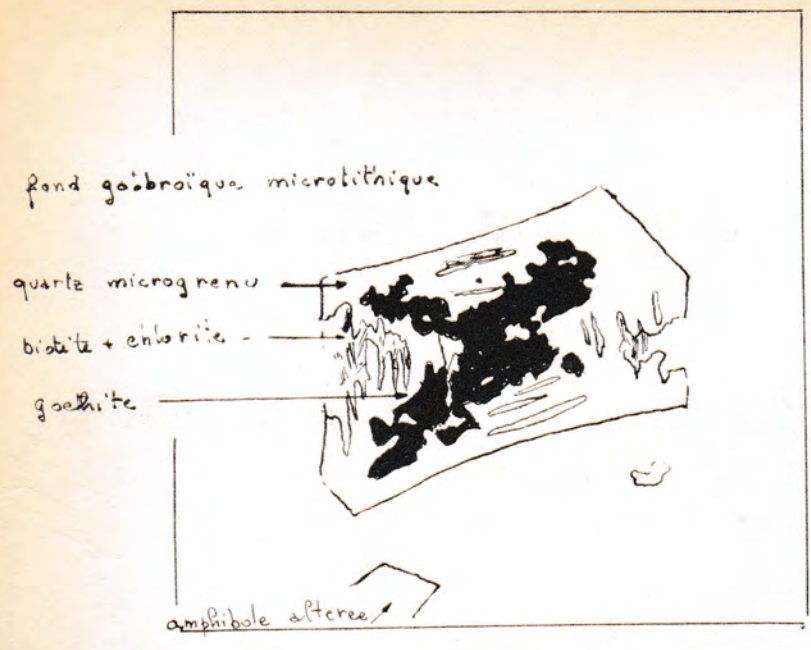 fond gabbroïque microlithique
quartz microgrenu
biotite + chlorite
goethite
amphibole alteree